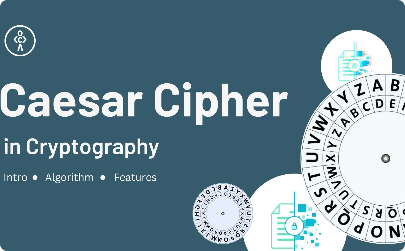 Caesar Cipher
in Cryptography
Intro ● Algorithm ● Features